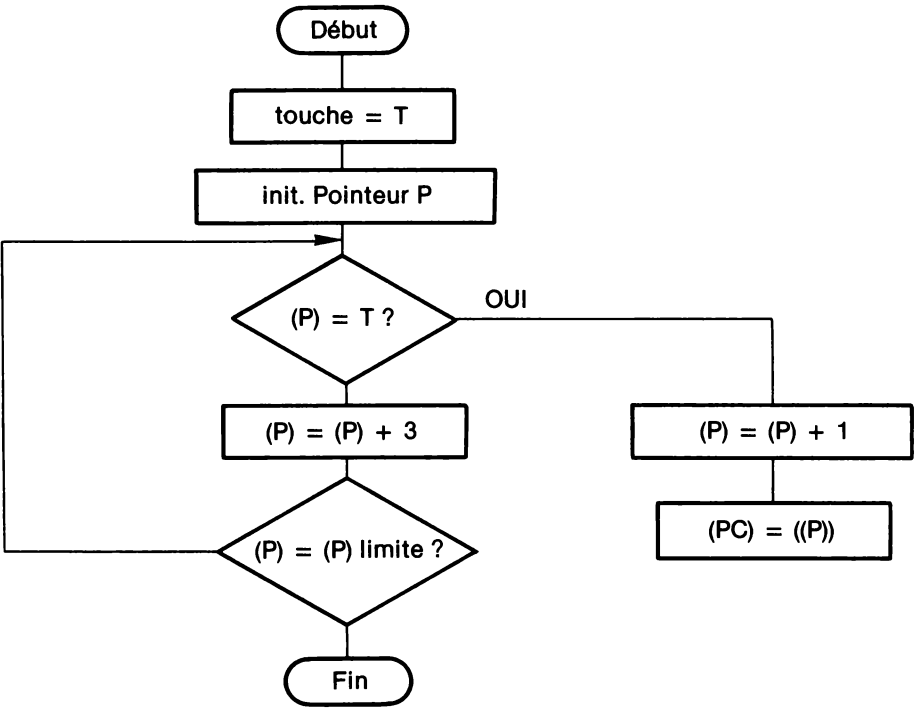 Début
touche = T
init. Pointeur P
(P) = T ?
OUI
(P) = (P) + 3
(P) = (P) + 1
(PC) = ((P))
(P) = (P) limite ?
Fin